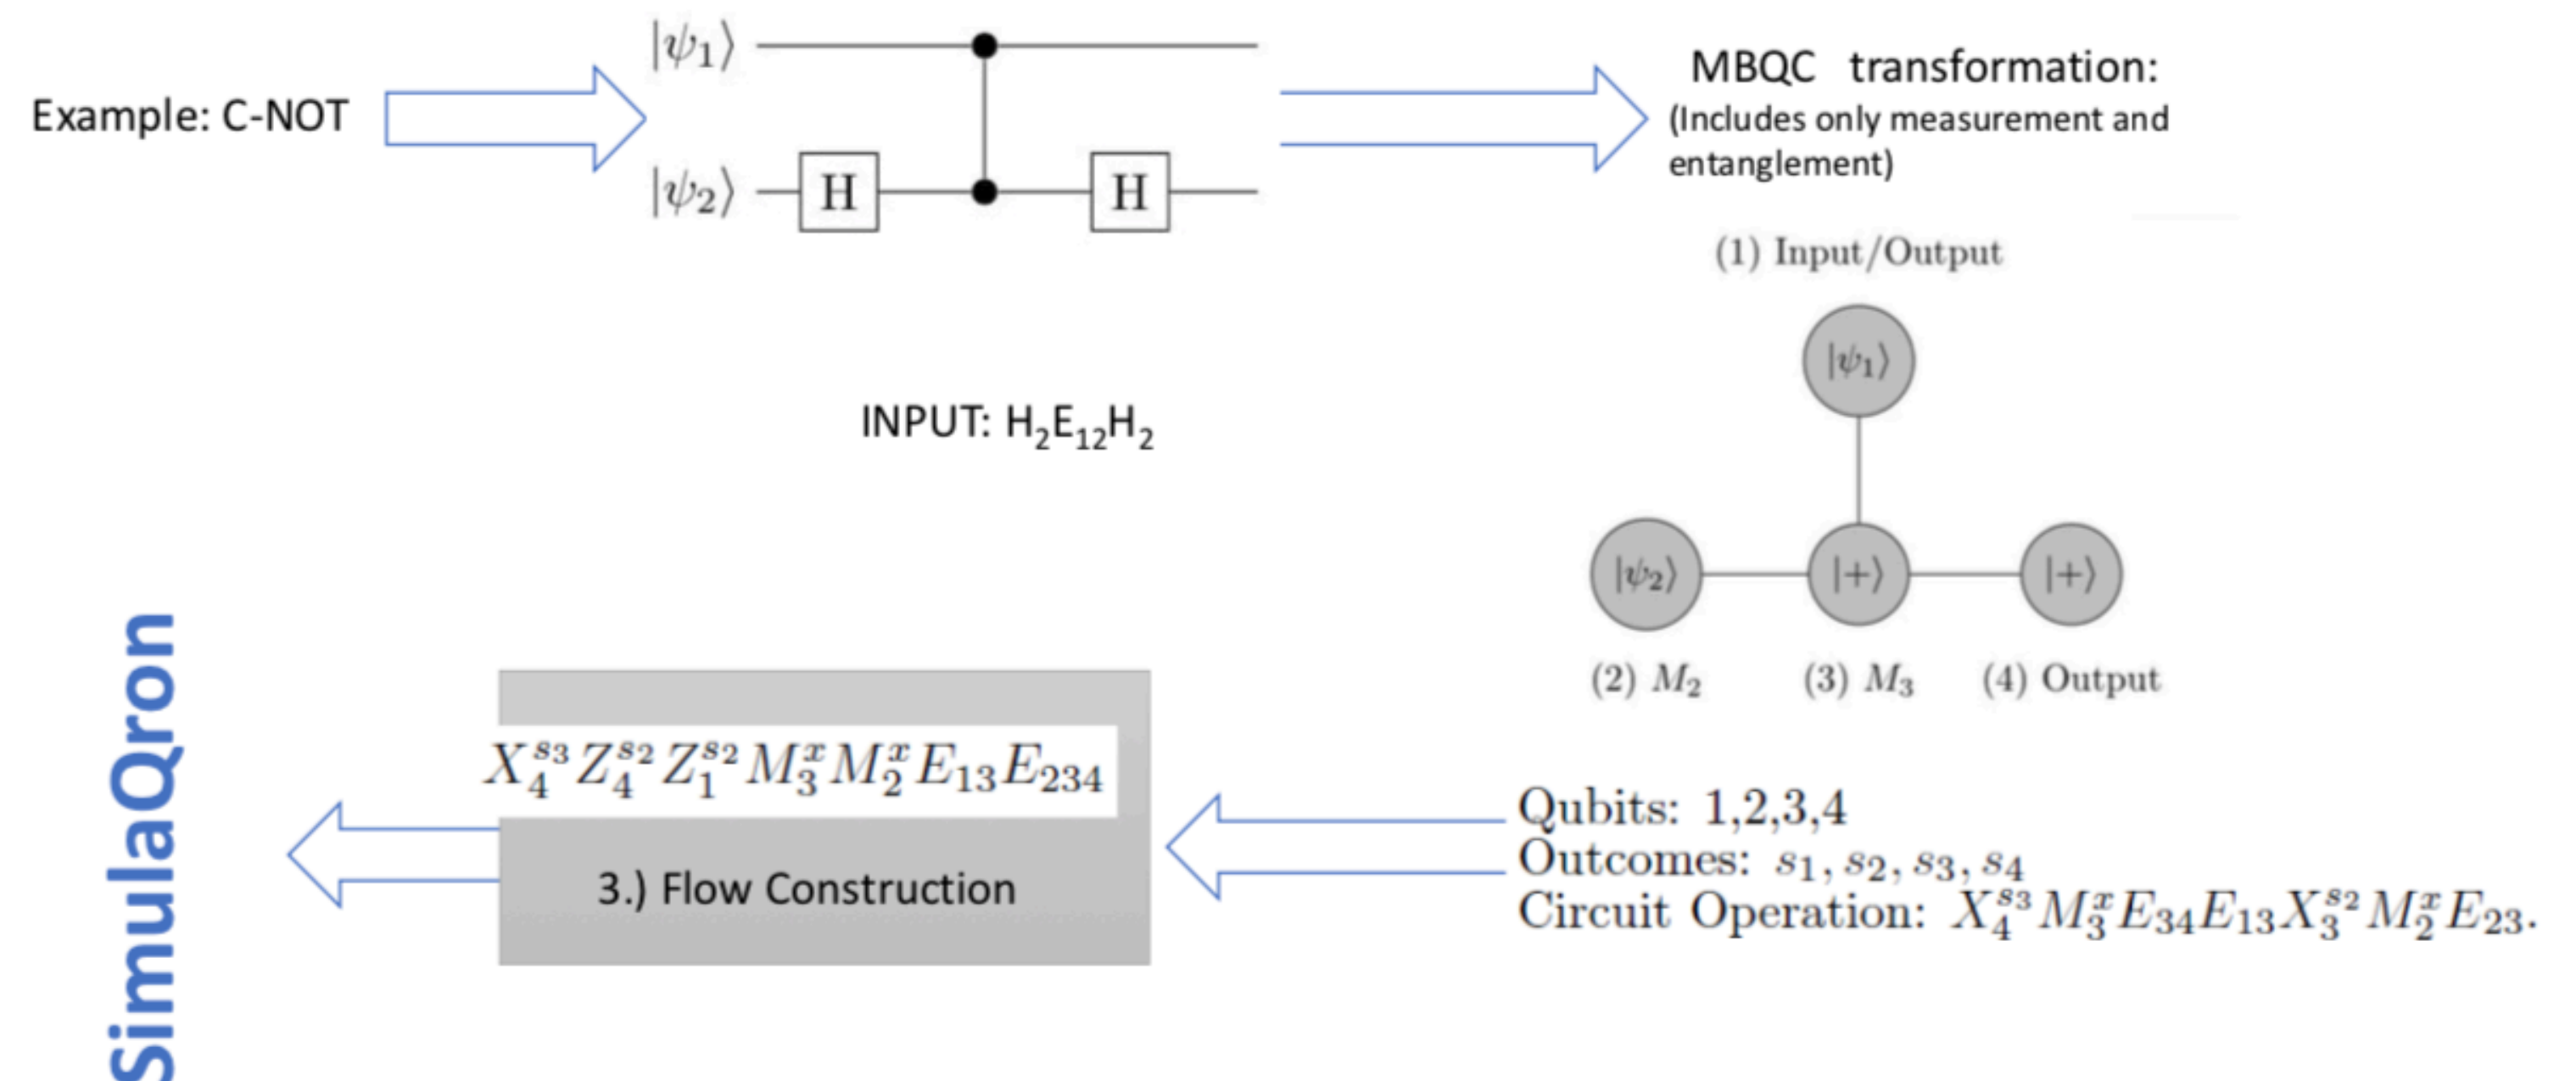 |ψ₁⟩
Example: C-NOT
|ψ₂⟩ H H
MBQC transformation:
(Includes only measurement and
entanglement)
(1) Input/Output
|ψ₁⟩
INPUT: H₂E₁₂H₂
|ψ₂⟩ |+⟩ |+⟩
(2) M₂ (3) M₃ (4) Output
Qubits: 1,2,3,4
Outcomes: s₁, s₂, s₃, s₄
Circuit Operation: X₄^{s₃} M₃^x E₃₄ E₁₃ X₃^{s₂} M₂^x E₂₃.
X₄^{s₃} Z₄^{s₂} Z₁^{s₂} M₃^x M₂^x E₁₃ E₂₃₄
3.) Flow Construction
SimulaQron